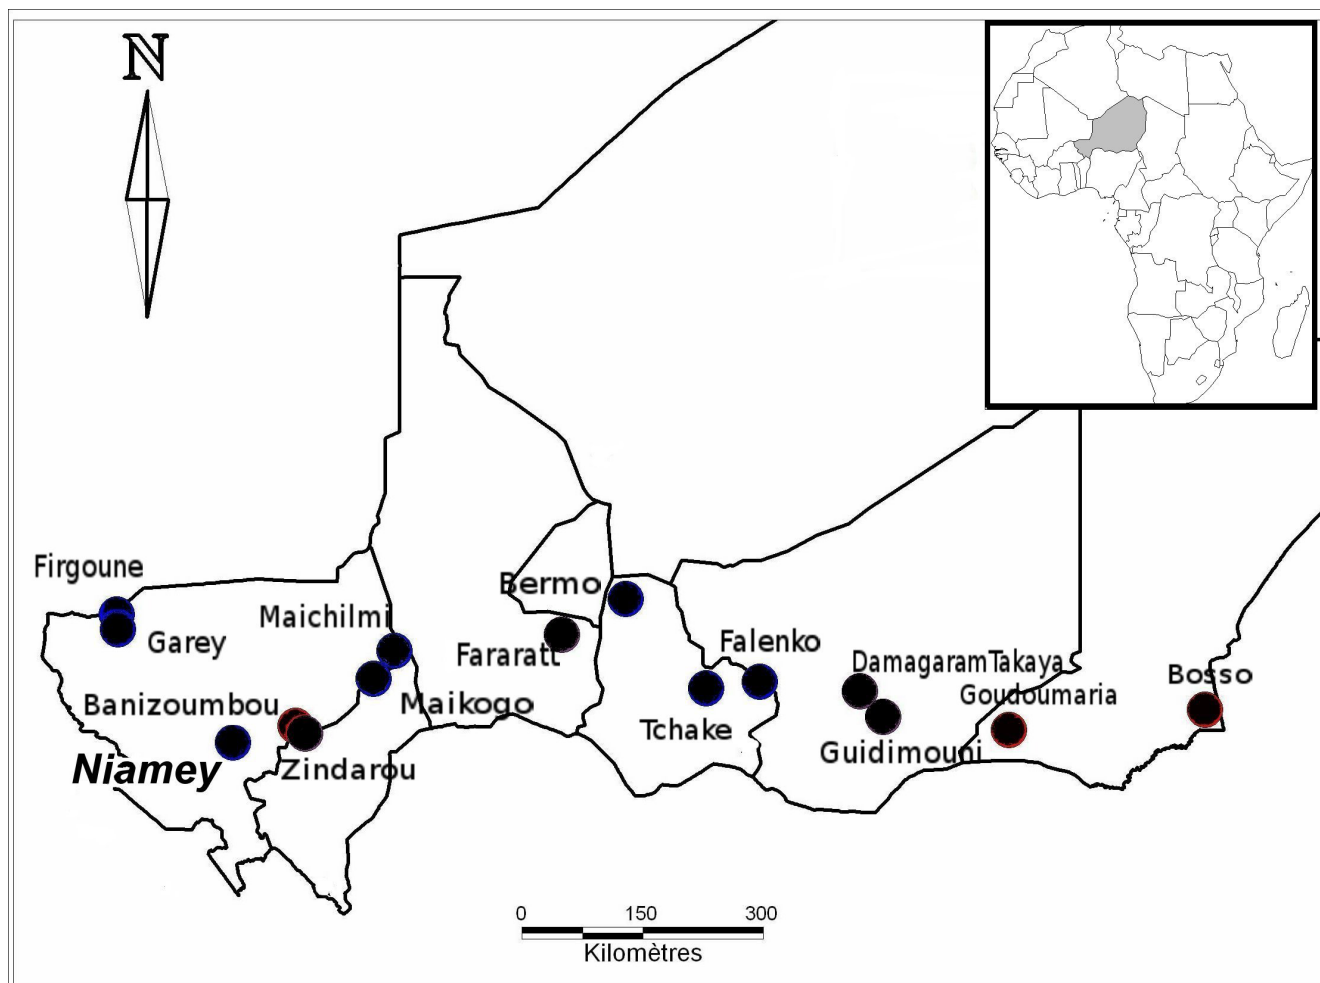 N
Firgoune
Garey
Maichilmi
Bermo
Fararatt
Falenko
DamagaramTakaya
Goudoumaria
Bosso
Banizoumbou
Maikogo
Tchake
Guidimouni
Niamey
Zindarou
0 150 300
Kilomètres